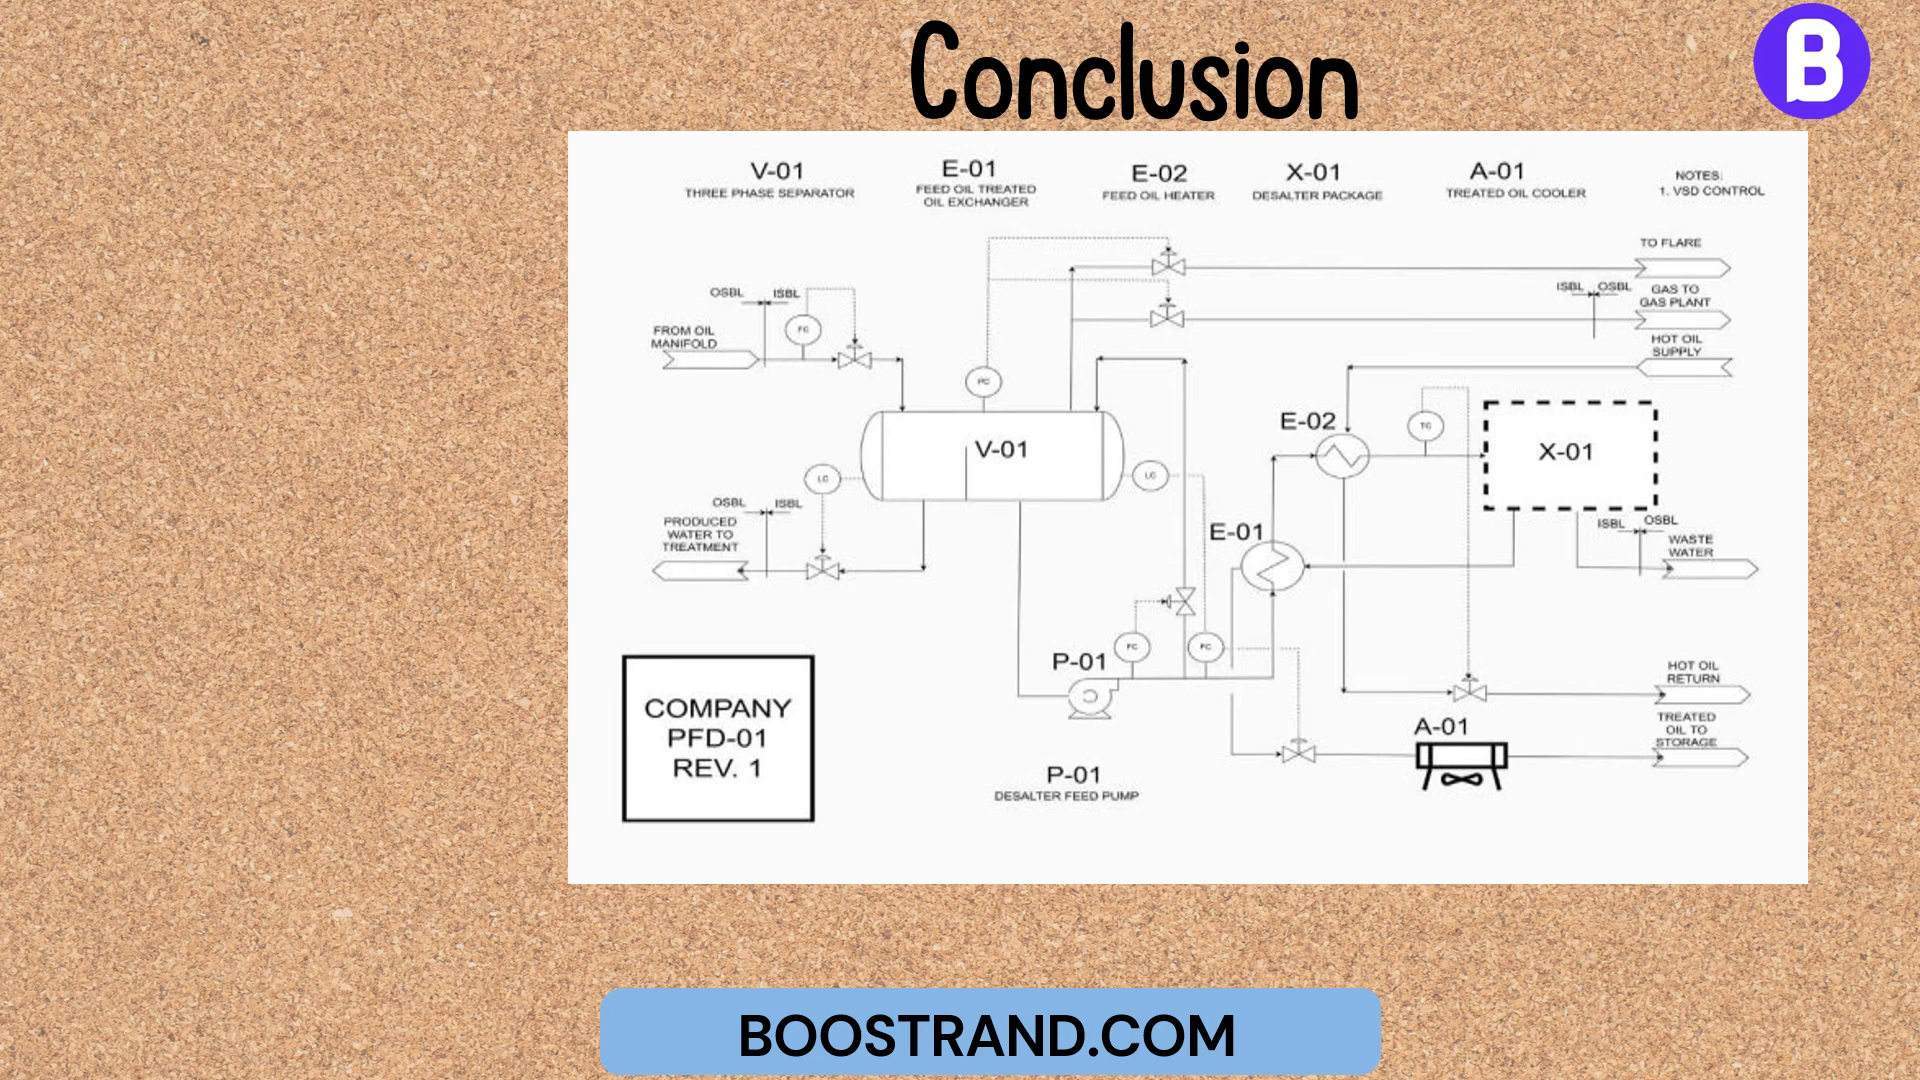 Conclusion
B
V-01
THREE PHASE SEPARATOR
E-01
FEED OIL TREATED
OIL EXCHANGER
E-02
FEED OIL HEATER
X-01
DESALTER PACKAGE
A-01
TREATED OIL COOLER
NOTES:
1. VSD CONTROL
TO FLARE
OSBL
ISBL
ISBL
OSBL
GAS TO
GAS PLANT
FC
FROM OIL
MANIFOLD
HOT OIL
SUPPLY
PC
E-02
TC
V-01
X-01
LC
LC
OSBL
ISBL
PRODUCED
WATER TO
TREATMENT
E-01
ISBL
OSBL
WASTE
WATER
P-01
FC
FC
HOT OIL
RETURN
COMPANY
PFD-01
REV. 1
A-01
TREATED
OIL TO
STORAGE
P-01
DESALTER FEED PUMP
BOOSTRAND.COM